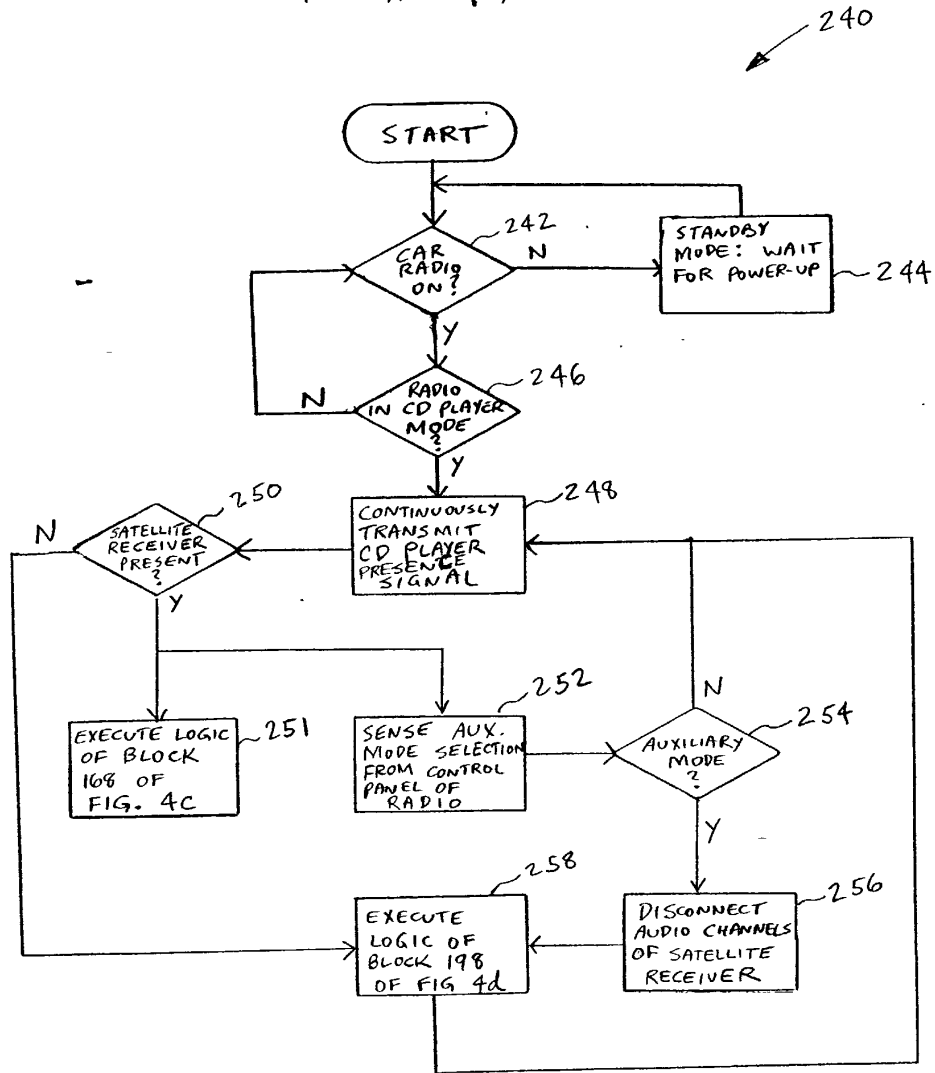 240
START
242
CAR
RADIO
ON?
N
STANDBY
MODE: WAIT
FOR POWER-UP
244
Y
246
RADIO
IN CD PLAYER
MODE
?
N
Y
248
CONTINUOUSLY
TRANSMIT
CD PLAYER
PRESENCE
SIGNAL
250
N
SATELLITE
RECEIVER
PRESENT
?
Y
251
EXECUTE LOGIC
OF BLOCK
168 OF
FIG. 4C
252
SENSE AUX.
MODE SELECTION
FROM CONTROL
PANEL OF
RADIO
N
254
AUXILIARY
MODE
?
Y
258
EXECUTE
LOGIC OF
BLOCK 198
OF FIG 4d
256
DISCONNECT
AUDIO CHANNELS
OF SATELLITE
RECEIVER